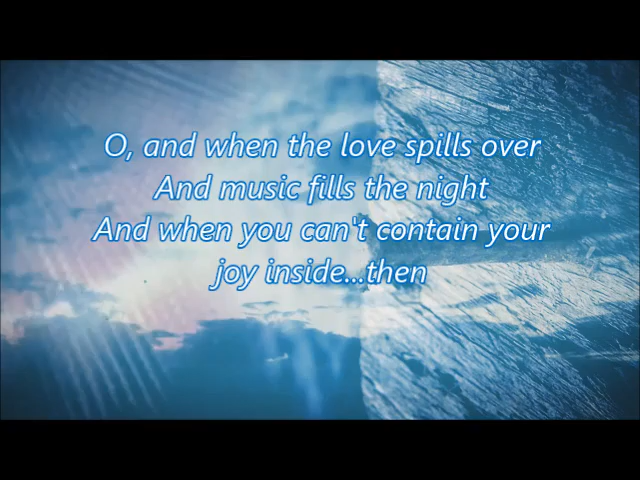 O, and when the love spills over
And music fills the night
And when you can't contain your
joy inside...then